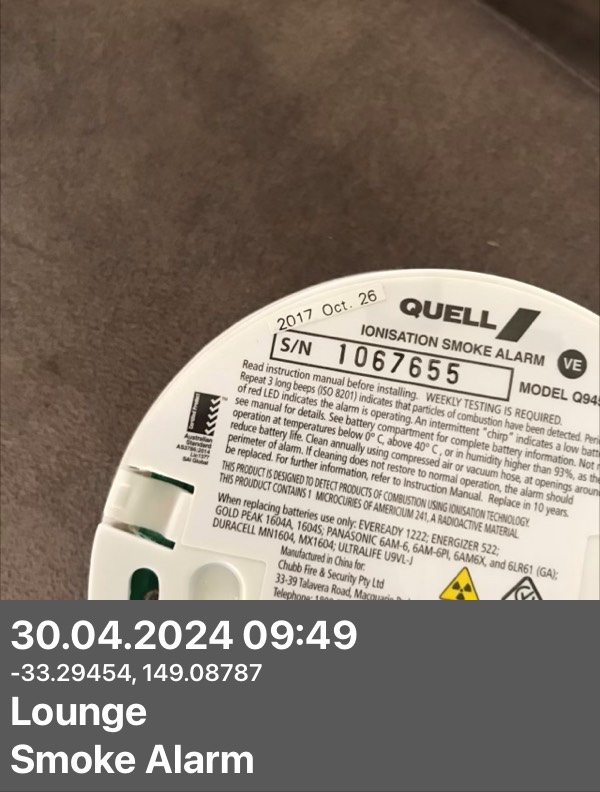 2017 Oct. 26
QUELL
IONISATION SMOKE ALARM
VE
S/N 1067655
MODEL Q94
Read instruction manual before installing. WEEKLY TESTING IS REQUIRED.
Repeat 3 long beeps (ISO 8201) indicates that particles of combustion have been detected. Peri
of red LED indicates the alarm is operating. An intermittent "chirp" indicates a low batt
see manual for details. See battery compartment for complete battery information. Not
operation at temperatures below 0° C, above 40° C, or in humidity higher than 93%, as the
reduce battery life. Clean annually using compressed air or vacuum hose, at openings around
perimeter of alarm. If cleaning does not restore to normal operation, the alarm should
be replaced. For further information, refer to Instruction Manual. Replace in 10 years.
THIS PRODUCT IS DESIGNED TO DETECT PRODUCTS OF COMBUSTION USING IONISATION TECHNOLOGY.
THIS PRODUCT CONTAINS 1 MICROCURIES OF AMERICIUM 241, A RADIOACTIVE MATERIAL
Australian
Standard
AS3786-2014
SAI Global
When replacing batteries use only: EVEREADY 1222; ENERGIZER 522;
GOLD PEAK 1604A, 1604S; PANASONIC 6AM-6, 6AM-6PI, 6AM6X, and 6LR61 (GA);
DURACELL MN1604, MX1604; ULTRALIFE U9VL-J
Manufactured in China for:
Chubb Fire & Security Pty Ltd
33-39 Talavera Road, Macquarie
Telephone:
30.04.2024 09:49
-33.29454, 149.08787
Lounge
Smoke Alarm